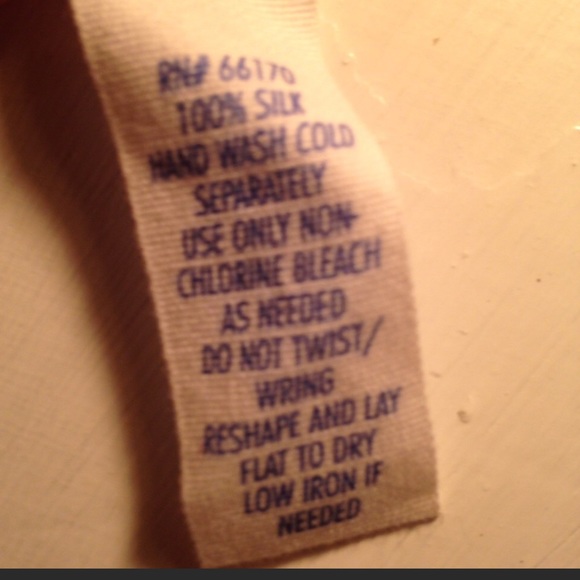 RN# 66170
100% SILK
HAND WASH COLD
SEPARATELY
USE ONLY NON-
CHLORINE BLEACH
AS NEEDED
DO NOT TWIST/
WRING
RESHAPE AND LAY
FLAT TO DRY
LOW IRON IF
NEEDED